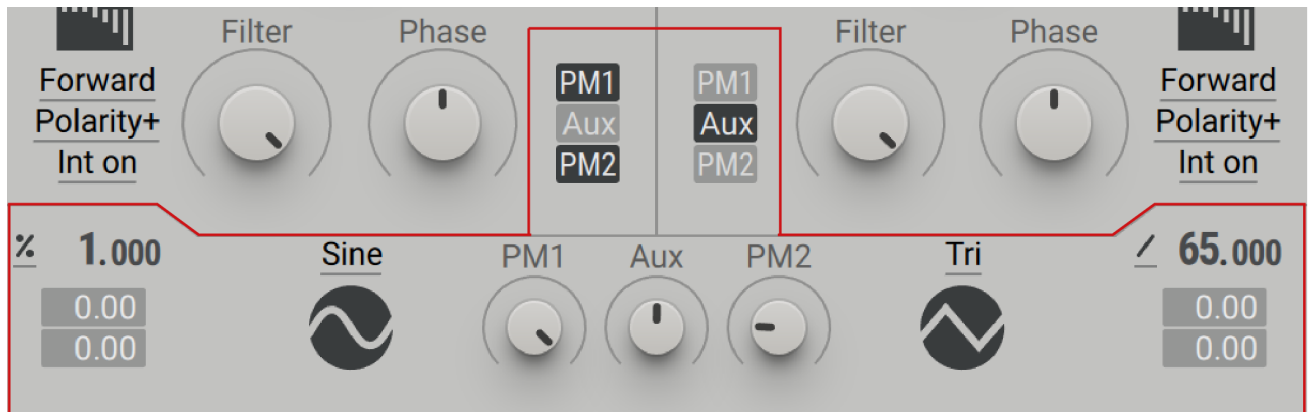 Filter Phase Filter Phase
Forward PM1 PM1 Forward
Polarity+ Aux Aux Polarity+
Int on PM2 PM2 Int on
% 1.000 Sine PM1 Aux PM2 Tri / 65.000
0.00 0.00
0.00 0.00